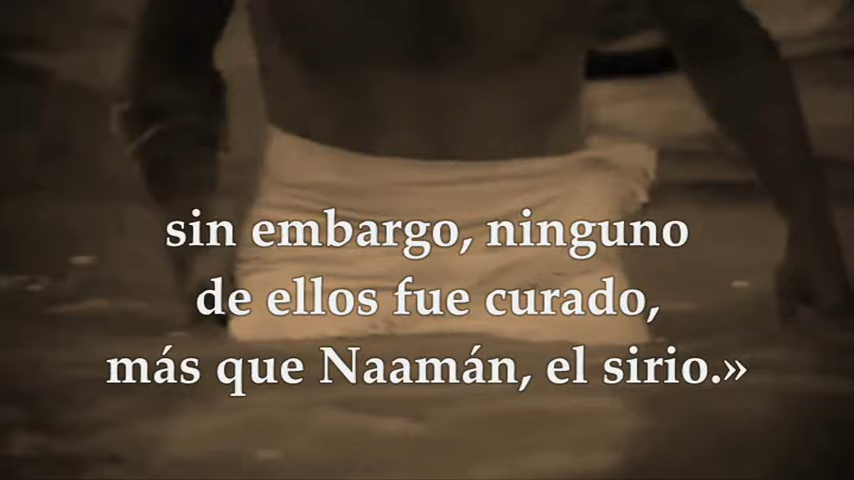 sin embargo, ninguno
de ellos fue curado,
más que Naamán, el sirio.»